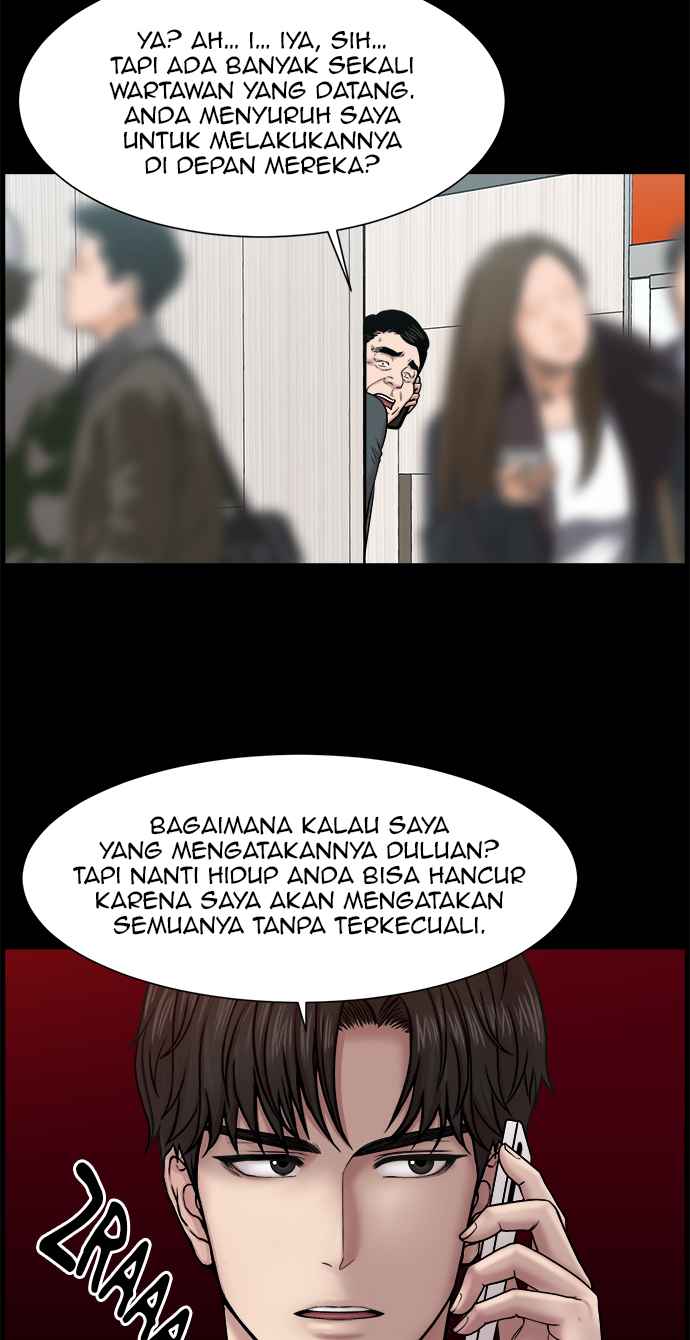 YA? AH... I... IYA, SIH...
TAPI ADA BANYAK SEKALI
WARTAWAN YANG DATANG.
ANDA MENYURUH SAYA
UNTUK MELAKUKANNYA
DI DEPAN MEREKA?
BAGAIMANA KALAU SAYA
YANG MENGATAKANNYA DULUAN?
TAPI NANTI HIDUP ANDA BISA HANCUR
KARENA SAYA AKAN MENGATAKAN
SEMUANYA TANPA TERKECUALI.
ZRAAAA